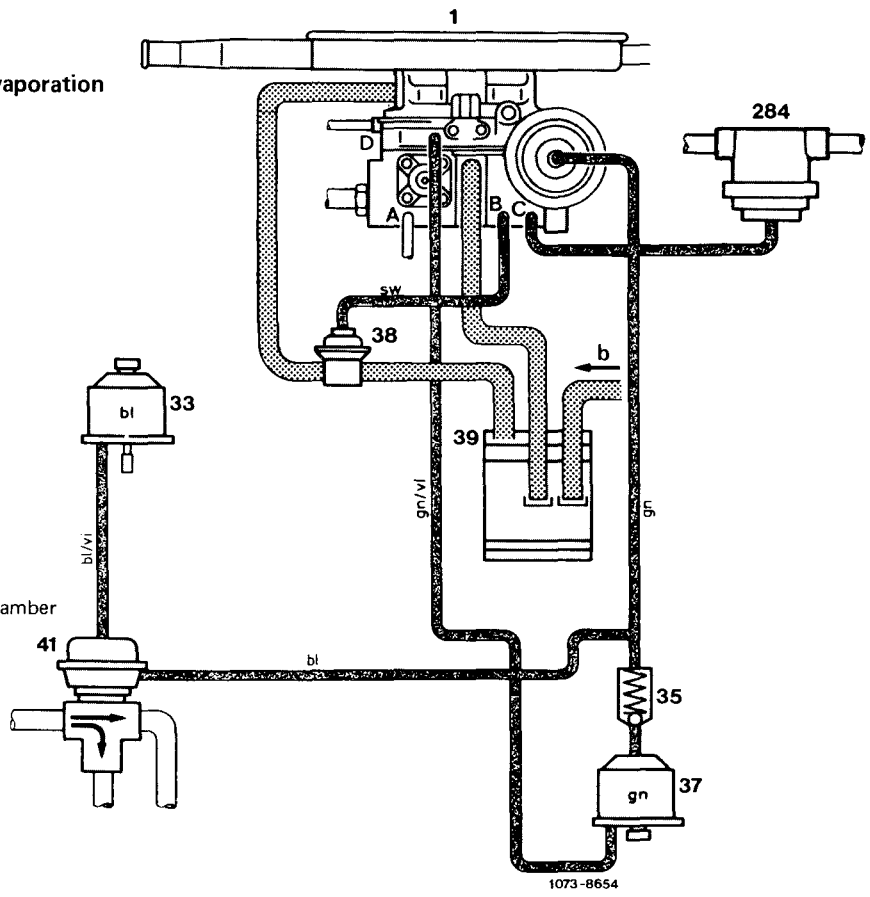 1
vaporation
284
D
A
B
C
sw
38
b
33
bl
39
gn/vl
gn
bl/vi
amber
41
bl
35
37
gn
1073-8654